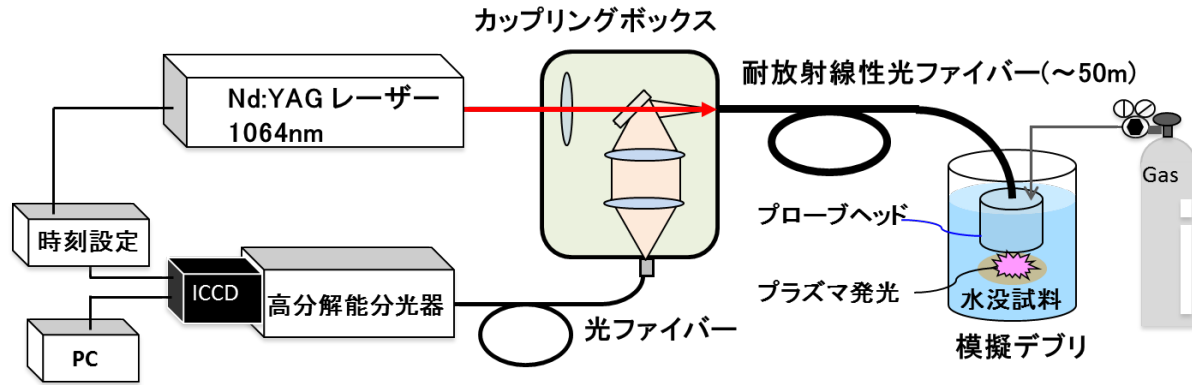 カップリングボックス
耐放射線性光ファイバー(～50m)
Nd:YAG レーザー
1064nm
Gas
プローブヘッド
時刻設定
ICCD
高分解能分光器
プラズマ発光
水没試料
光ファイバー
模擬デブリ
PC